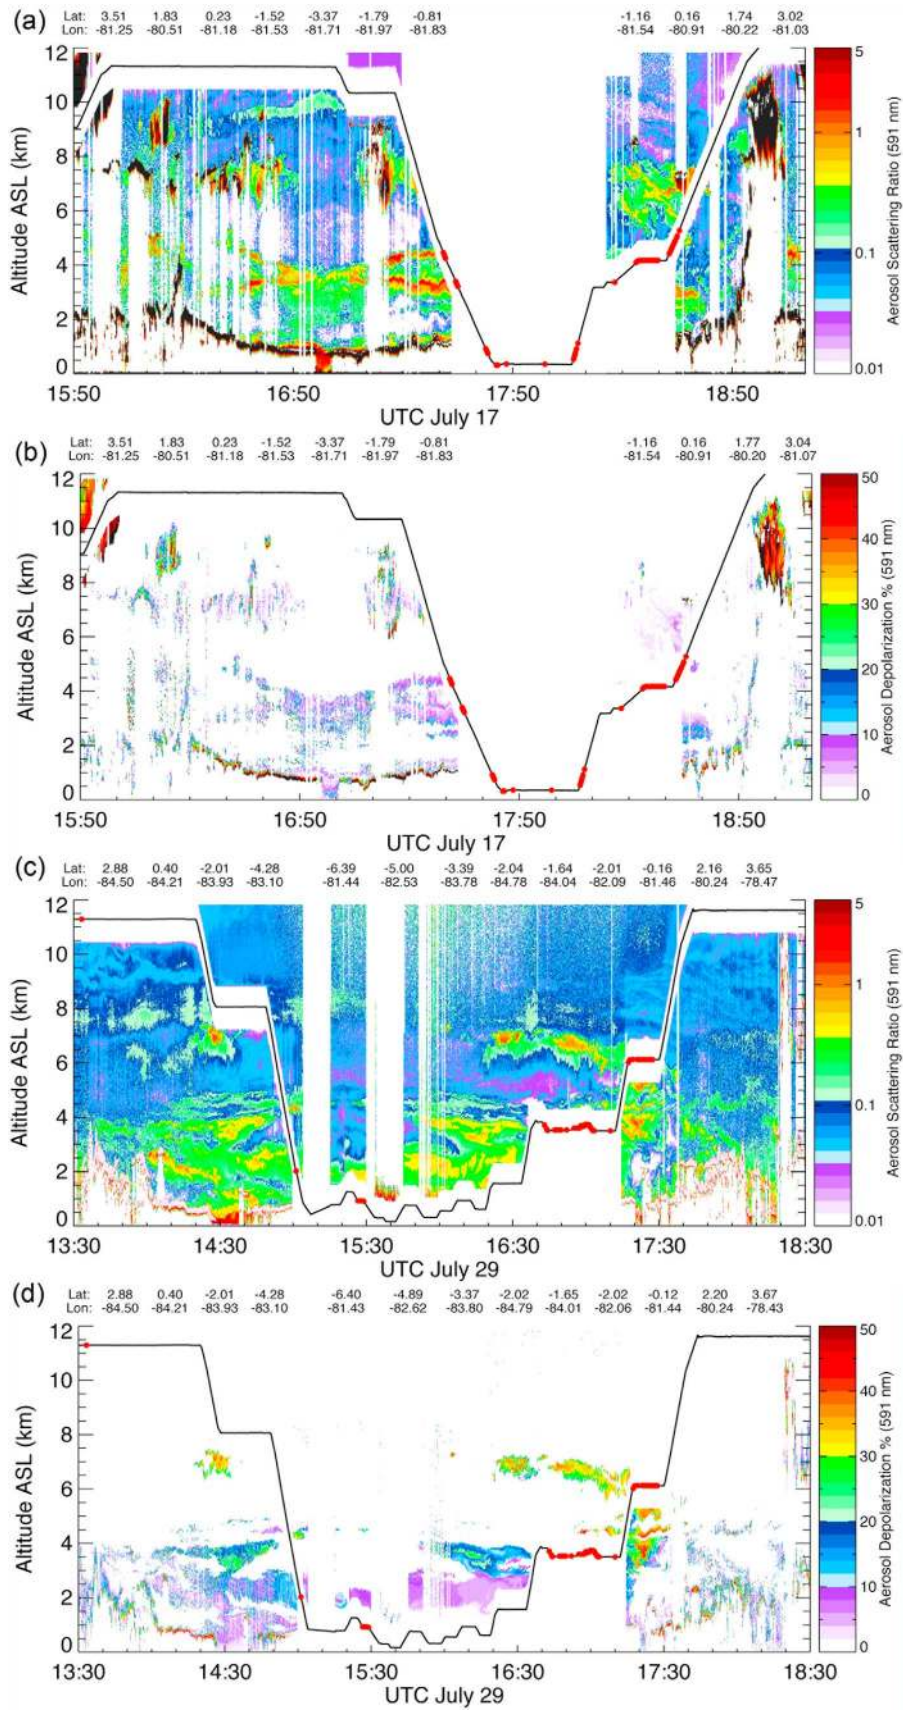 (a)
Lat: 3.51 1.83 0.23 -1.52 -3.37 -1.79 -0.81 -1.16 0.16 1.74 3.02
Lon: -81.25 -80.51 -81.18 -81.53 -81.71 -81.97 -81.83 -81.54 -80.91 -80.22 -81.03
Altitude ASL (km)
12
10
8
6
4
2
0
15:50 16:50 17:50 18:50
UTC July 17
5
1
0.1
0.01
Aerosol Scattering Ratio (591 nm)
(b)
Lat: 3.51 1.83 0.23 -1.52 -3.37 -1.79 -0.81 -1.16 0.16 1.77 3.04
Lon: -81.25 -80.51 -81.18 -81.53 -81.71 -81.97 -81.83 -81.54 -80.91 -80.20 -81.07
Altitude ASL (km)
12
10
8
6
4
2
0
15:50 16:50 17:50 18:50
UTC July 17
50
40
30
20
10
0
Aerosol Depolarization % (591 nm)
(c)
Lat: 2.88 0.40 -2.01 -4.28 -6.39 -5.00 -3.39 -2.04 -1.64 -2.01 -0.16 2.16 3.65
Lon: -84.50 -84.21 -83.93 -83.10 -81.44 -82.53 -83.78 -84.78 -84.04 -82.09 -81.46 -80.24 -78.47
Altitude ASL (km)
12
10
8
6
4
2
0
13:30 14:30 15:30 16:30 17:30 18:30
UTC July 29
5
1
0.1
0.01
Aerosol Scattering Ratio (591 nm)
(d)
Lat: 2.88 0.40 -2.01 -4.28 -6.40 -4.89 -3.37 -2.02 -1.65 -2.02 -0.12 2.20 3.67
Lon: -84.50 -84.21 -83.93 -83.10 -81.43 -82.62 -83.80 -84.79 -84.01 -82.06 -81.44 -80.24 -78.43
Altitude ASL (km)
12
10
8
6
4
2
0
13:30 14:30 15:30 16:30 17:30 18:30
UTC July 29
50
40
30
20
10
0
Aerosol Depolarization % (591 nm)